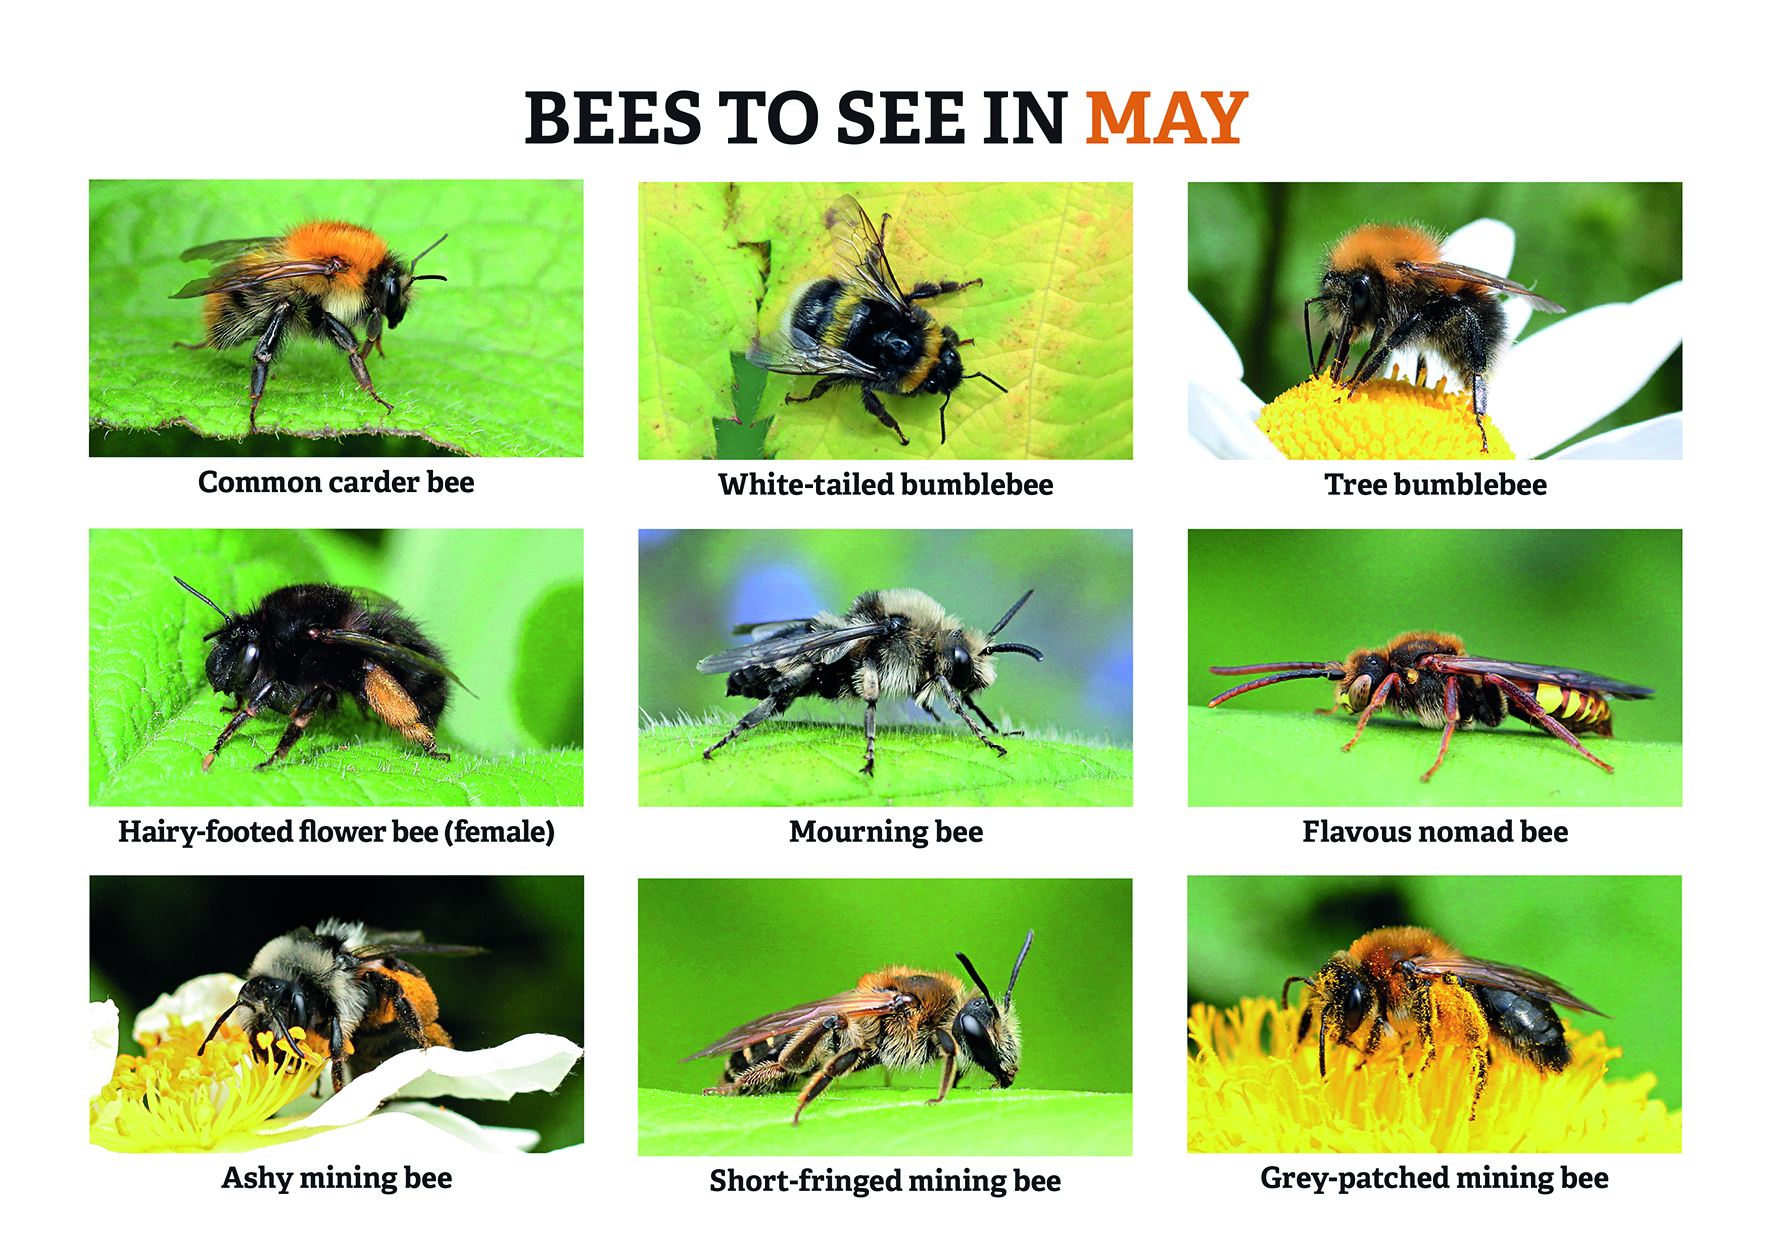 BEES TO SEE IN MAY
Common carder bee
White-tailed bumblebee
Tree bumblebee
Hairy-footed flower bee (female)
Mourning bee
Flavous nomad bee
Ashy mining bee
Short-fringed mining bee
Grey-patched mining bee